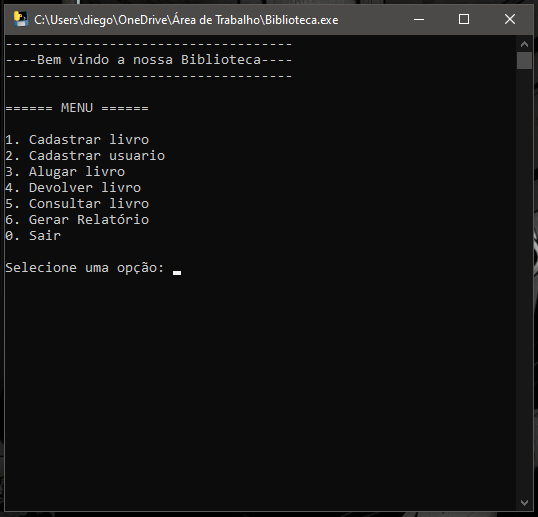 C:\Users\diego\OneDrive\Área de Trabalho\Biblioteca.exe
------------------------------------
----Bem vindo a nossa Biblioteca----
------------------------------------
====== MENU ======
1. Cadastrar livro
2. Cadastrar usuario
3. Alugar livro
4. Devolver livro
5. Consultar livro
6. Gerar Relatório
0. Sair
Selecione uma opção: